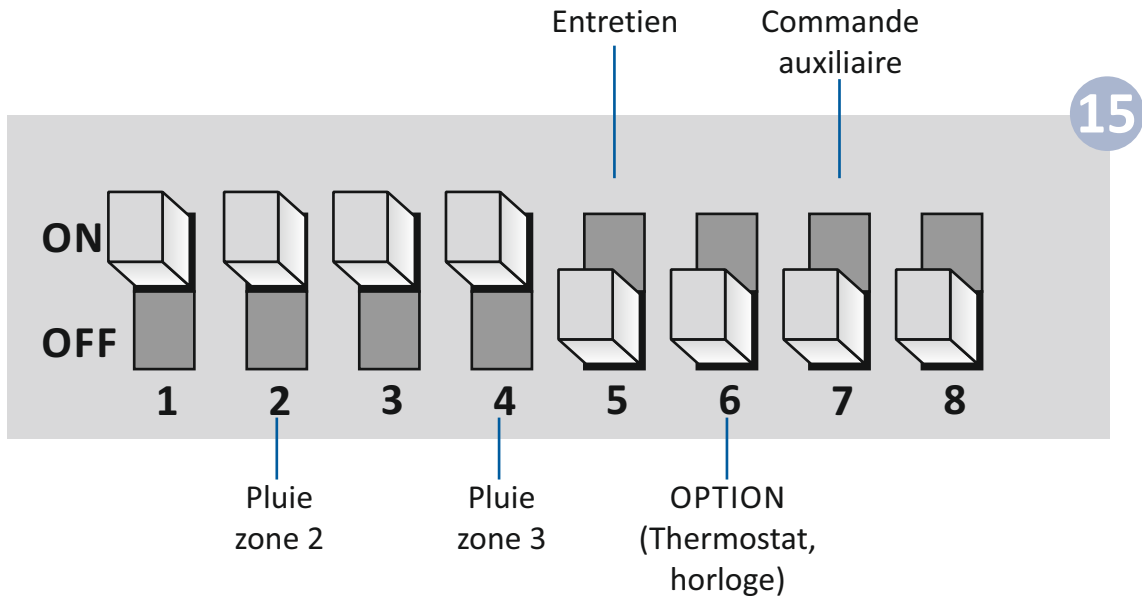 Entretien
Commande
auxiliaire
15
ON
OFF
1 2 3 4 5 6 7 8
Pluie
zone 2
Pluie
zone 3
OPTION
(Thermostat,
horloge)